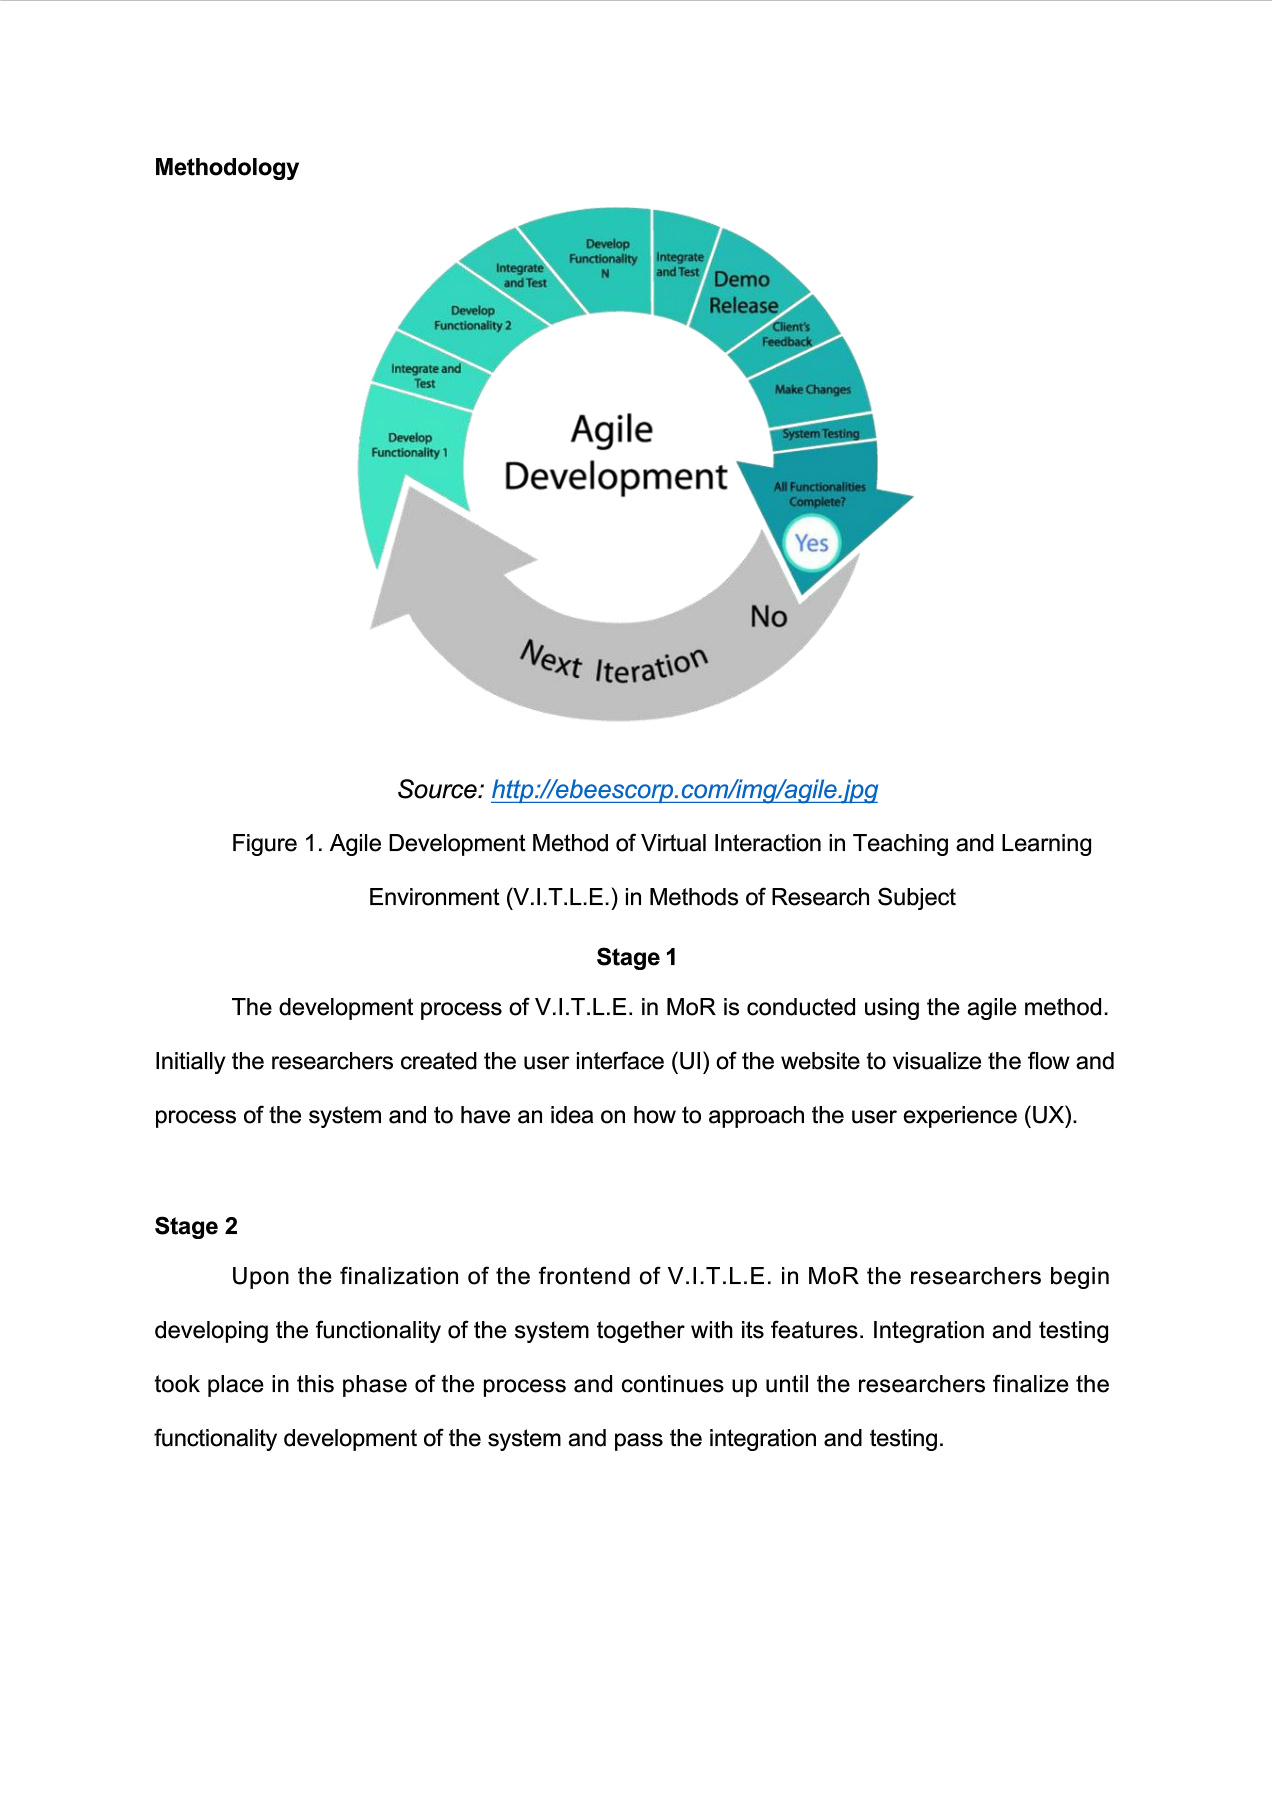 Methodology
Develop
Functionality 1
Integrate and
Test
Develop
Functionality 2
Integrate
and Test
Develop
Functionality
N
Integrate
and Test
Demo
Release
Client's
Feedback
Make Changes
System Testing
All Functionalities
Complete?
Yes
No
Next Iteration
Agile
Development
Source: http://ebeescorp.com/img/agile.jpg
Figure 1. Agile Development Method of Virtual Interaction in Teaching and Learning
Environment (V.I.T.L.E.) in Methods of Research Subject
Stage 1
The development process of V.I.T.L.E. in MoR is conducted using the agile method.
Initially the researchers created the user interface (UI) of the website to visualize the flow and
process of the system and to have an idea on how to approach the user experience (UX).
Stage 2
Upon the finalization of the frontend of V.I.T.L.E. in MoR the researchers begin
developing the functionality of the system together with its features. Integration and testing
took place in this phase of the process and continues up until the researchers finalize the
functionality development of the system and pass the integration and testing.